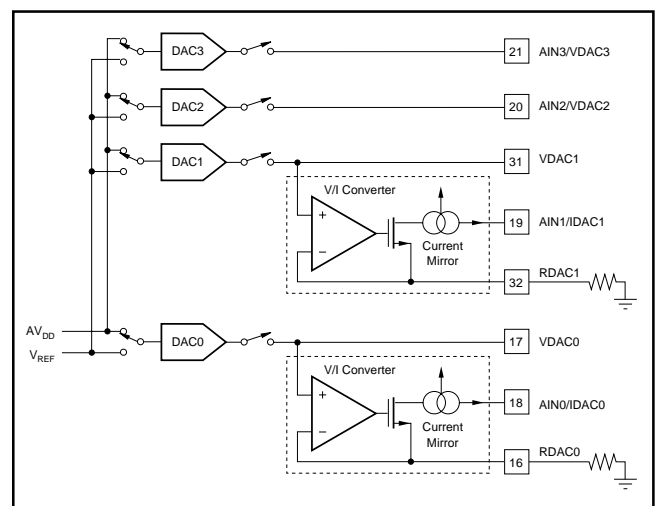 DAC3
21 AIN3/VDAC3
DAC2
20 AIN2/VDAC2
DAC1
31 VDAC1
V/I Converter
+
–
19 AIN1/IDAC1
Current
Mirror
32 RDAC1
AVDD
VREF
DAC0
17 VDAC0
V/I Converter
+
–
18 AIN0/IDAC0
Current
Mirror
16 RDAC0